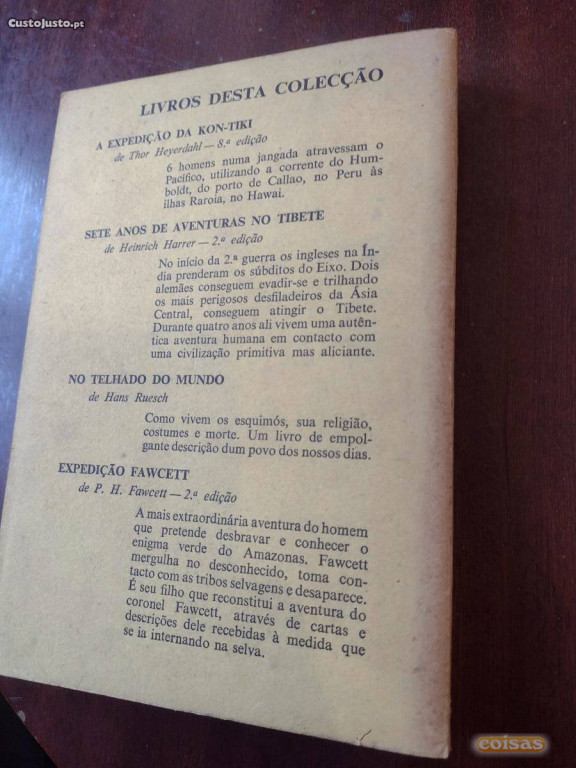 CustoJusto.pt
LIVROS DESTA COLECÇÃO
A EXPEDIÇÃO DA KON-TIKI
de Thor Heyerdahl — 8.ª edição
6 homens numa jangada atravessam o
Pacífico, utilizando a corrente do Hum-
boldt, do porto de Callao, no Peru às
ilhas Raroia, no Hawai.
SETE ANOS DE AVENTURAS NO TIBETE
de Heinrich Harrer — 2.ª edição
No início da 2.ª guerra os ingleses na Ín-
dia prenderam os súbditos do Eixo. Dois
alemães conseguem evadir-se e trilhando
os mais perigosos desfiladeiros da Ásia
Central, conseguem atingir o Tibete.
Durante quatro anos ali vivem uma autên-
tica aventura humana em contacto com
uma civilização primitiva mas aliciante.
NO TELHADO DO MUNDO
de Hans Ruesch
Como vivem os esquimós, sua religião,
costumes e morte. Um livro de empol-
gante descrição dum povo dos nossos dias.
EXPEDIÇÃO FAWCETT
de P. H. Fawcett — 2.ª edição
A mais extraordinária aventura do homem
que pretende desbravar e conhecer o
enigma verde do Amazonas. Fawcett
mergulha no desconhecido, toma con-
tacto com as tribos selvagens e desaparece.
É seu filho que reconstitui a aventura do
coronel Fawcett, através de cartas e
descrições dele recebidas à medida que
se ia internando na selva.
coisas